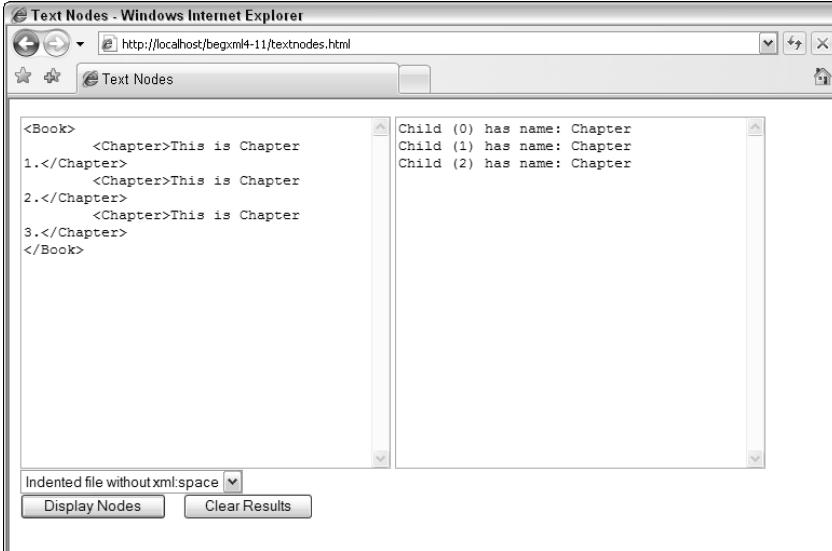 Text Nodes - Windows Internet Explorer
http://localhost/begxml4-11/textnodes.html
Text Nodes
<Book>
<Chapter>This is Chapter
1.</Chapter>
<Chapter>This is Chapter
2.</Chapter>
<Chapter>This is Chapter
3.</Chapter>
</Book>
Child (0) has name: Chapter
Child (1) has name: Chapter
Child (2) has name: Chapter
Indented file without xml:space
Display Nodes
Clear Results